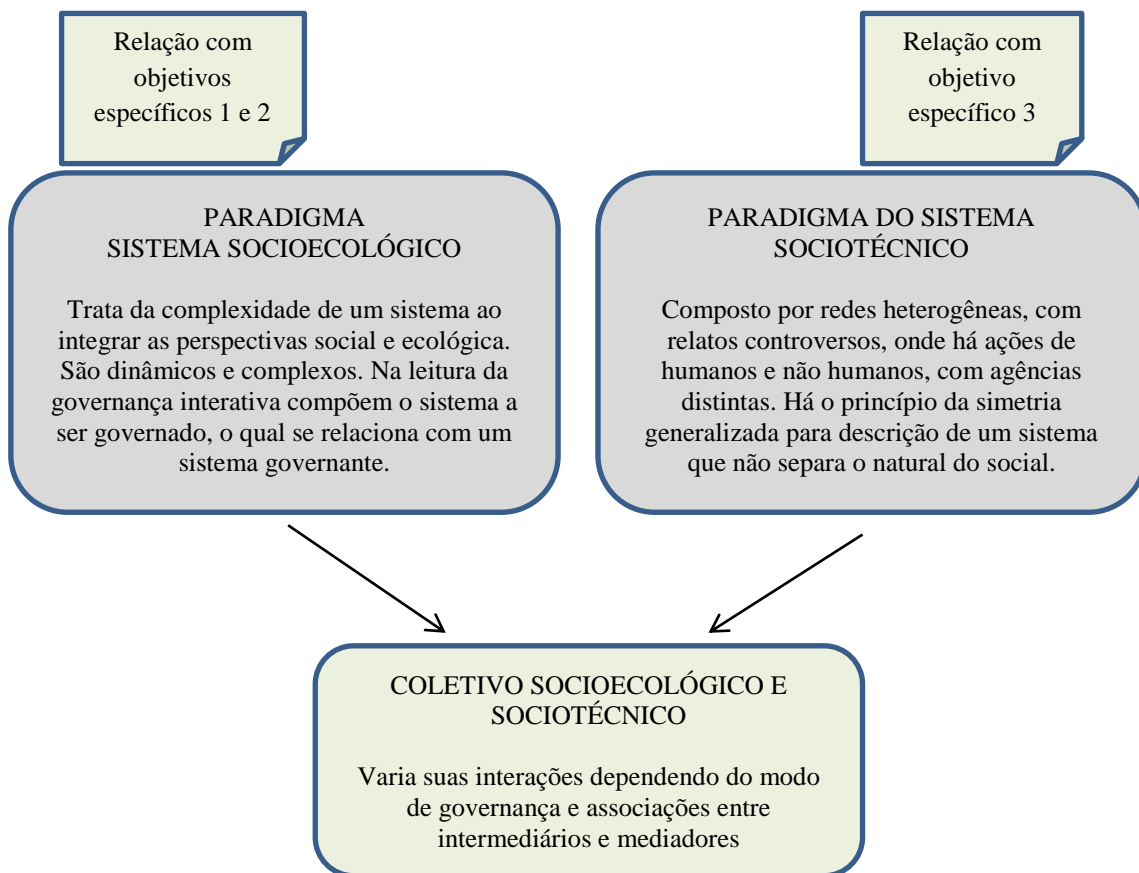 Relação com
objetivos
específicos 1 e 2
Relação com
objetivo
específico 3
PARADIGMA
SISTEMA SOCIOECOLÓGICO
Trata da complexidade de um sistema ao
integrar as perspectivas social e ecológica.
São dinâmicos e complexos. Na leitura da
governança interativa compõem o sistema a
ser governado, o qual se relaciona com um
sistema governante.
PARADIGMA DO SISTEMA
SOCIOTÉCNICO
Composto por redes heterogêneas, com
relatos controversos, onde há ações de
humanos e não humanos, com agências
distintas. Há o princípio da simetria
generalizada para descrição de um sistema
que não separa o natural do social.
COLETIVO SOCIOECOLÓGICO E
SOCIOTÉCNICO
Varia suas interações dependendo do modo
de governança e associações entre
intermediários e mediadores